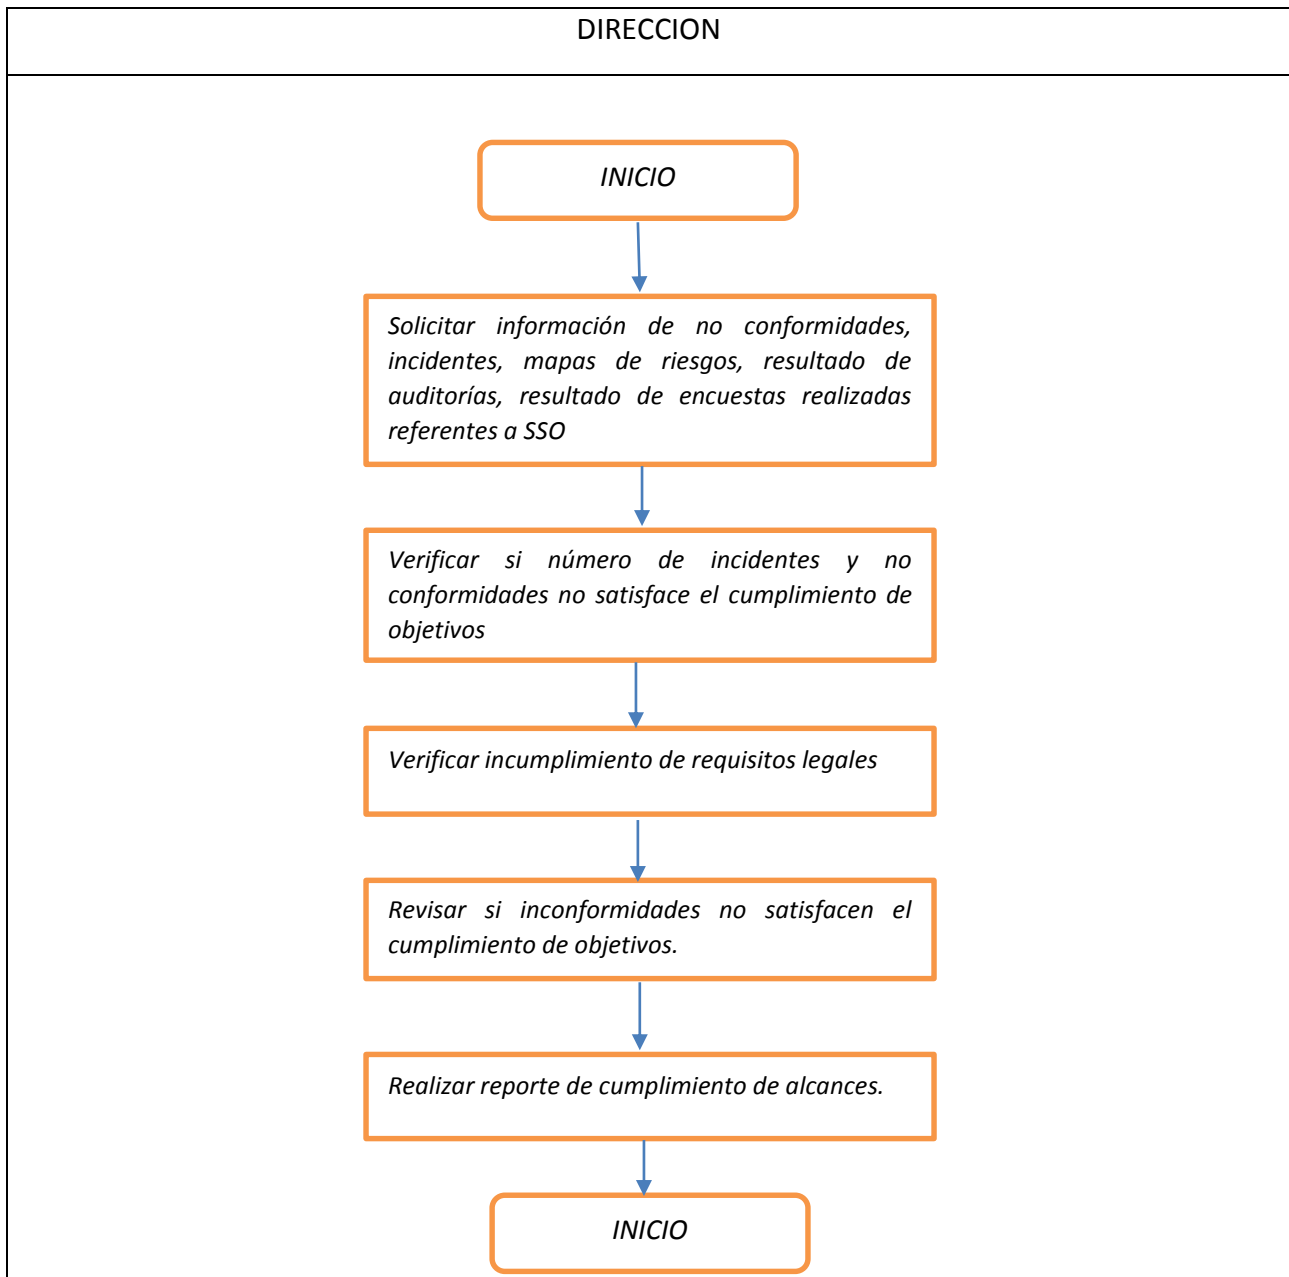 DIRECCION
INICIO
Solicitar información de no conformidades,
incidentes, mapas de riesgos, resultado de
auditorías, resultado de encuestas realizadas
referentes a SSO
Verificar si número de incidentes y no
conformidades no satisface el cumplimiento de
objetivos
Verificar incumplimiento de requisitos legales
Revisar si inconformidades no satisfacen el
cumplimiento de objetivos.
Realizar reporte de cumplimiento de alcances.
INICIO